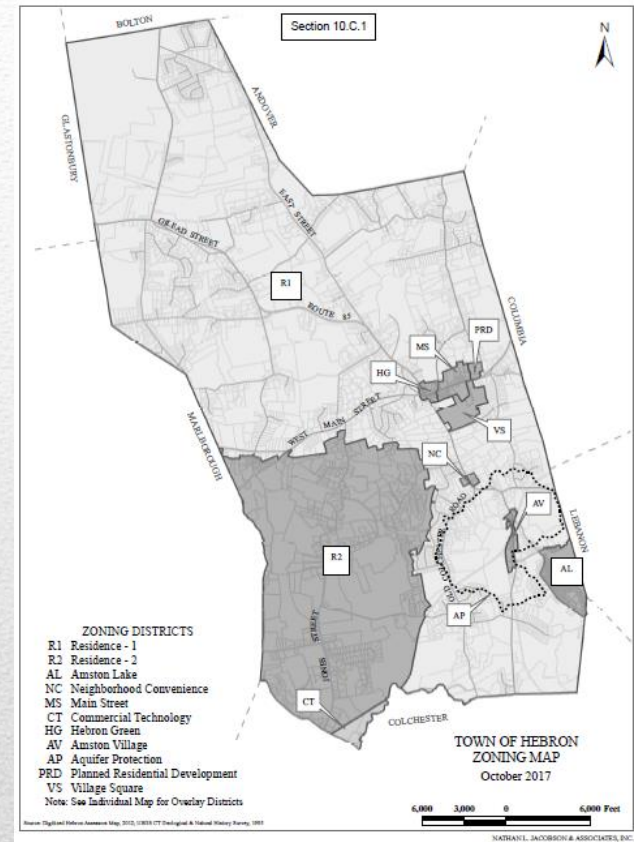 BOLTON
Section 10.C.1
N
GLASTONBURY
ANDOVER
EAST STREET
GILEAD STREET
R1
ROUTE 85
COLUMBIA
MS
PRD
HG
MARLBOROUGH
WEST MAIN STREET
VS
NC
AV
OLD COLCHESTER ROAD
LEBANON
R2
AL
AP
JONES STREET
CT
COLCHESTER
ZONING DISTRICTS
R1 Residence - 1
R2 Residence - 2
AL Amston Lake
NC Neighborhood Convenience
MS Main Street
CT Commercial Technology
HG Hebron Green
AV Amston Village
AP Aquifer Protection
PRD Planned Residential Development
VS Village Square
Note: See Individual Map for Overlay Districts
TOWN OF HEBRON
ZONING MAP
October 2017
6,000 3,000 0 6,000 Feet
NATHAN L. JACOBSON & ASSOCIATES, INC.